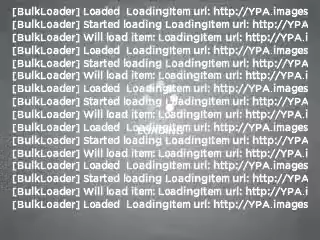 [BulkLoader] Loaded  LoadingItem url: http://YPA.images
[BulkLoader] Started loading LoadingItem url: http://YPA
[BulkLoader] Will load item: LoadingItem url: http://YPA.i
[BulkLoader] Loaded  LoadingItem url: http://YPA.images
[BulkLoader] Started loading LoadingItem url: http://YPA
[BulkLoader] Will load item: LoadingItem url: http://YPA.i
[BulkLoader] Loaded  LoadingItem url: http://YPA.images
[BulkLoader] Started loading LoadingItem url: http://YPA
[BulkLoader] Will load item: LoadingItem url: http://YPA.i
[BulkLoader] Loaded  LoadingItem url: http://YPA.images
LOADING
[BulkLoader] Started loading LoadingItem url: http://YPA
[BulkLoader] Will load item: LoadingItem url: http://YPA.i
[BulkLoader] Loaded  LoadingItem url: http://YPA.images
[BulkLoader] Started loading LoadingItem url: http://YPA
[BulkLoader] Will load item: LoadingItem url: http://YPA.i
[BulkLoader] Loaded  LoadingItem url: http://YPA.images